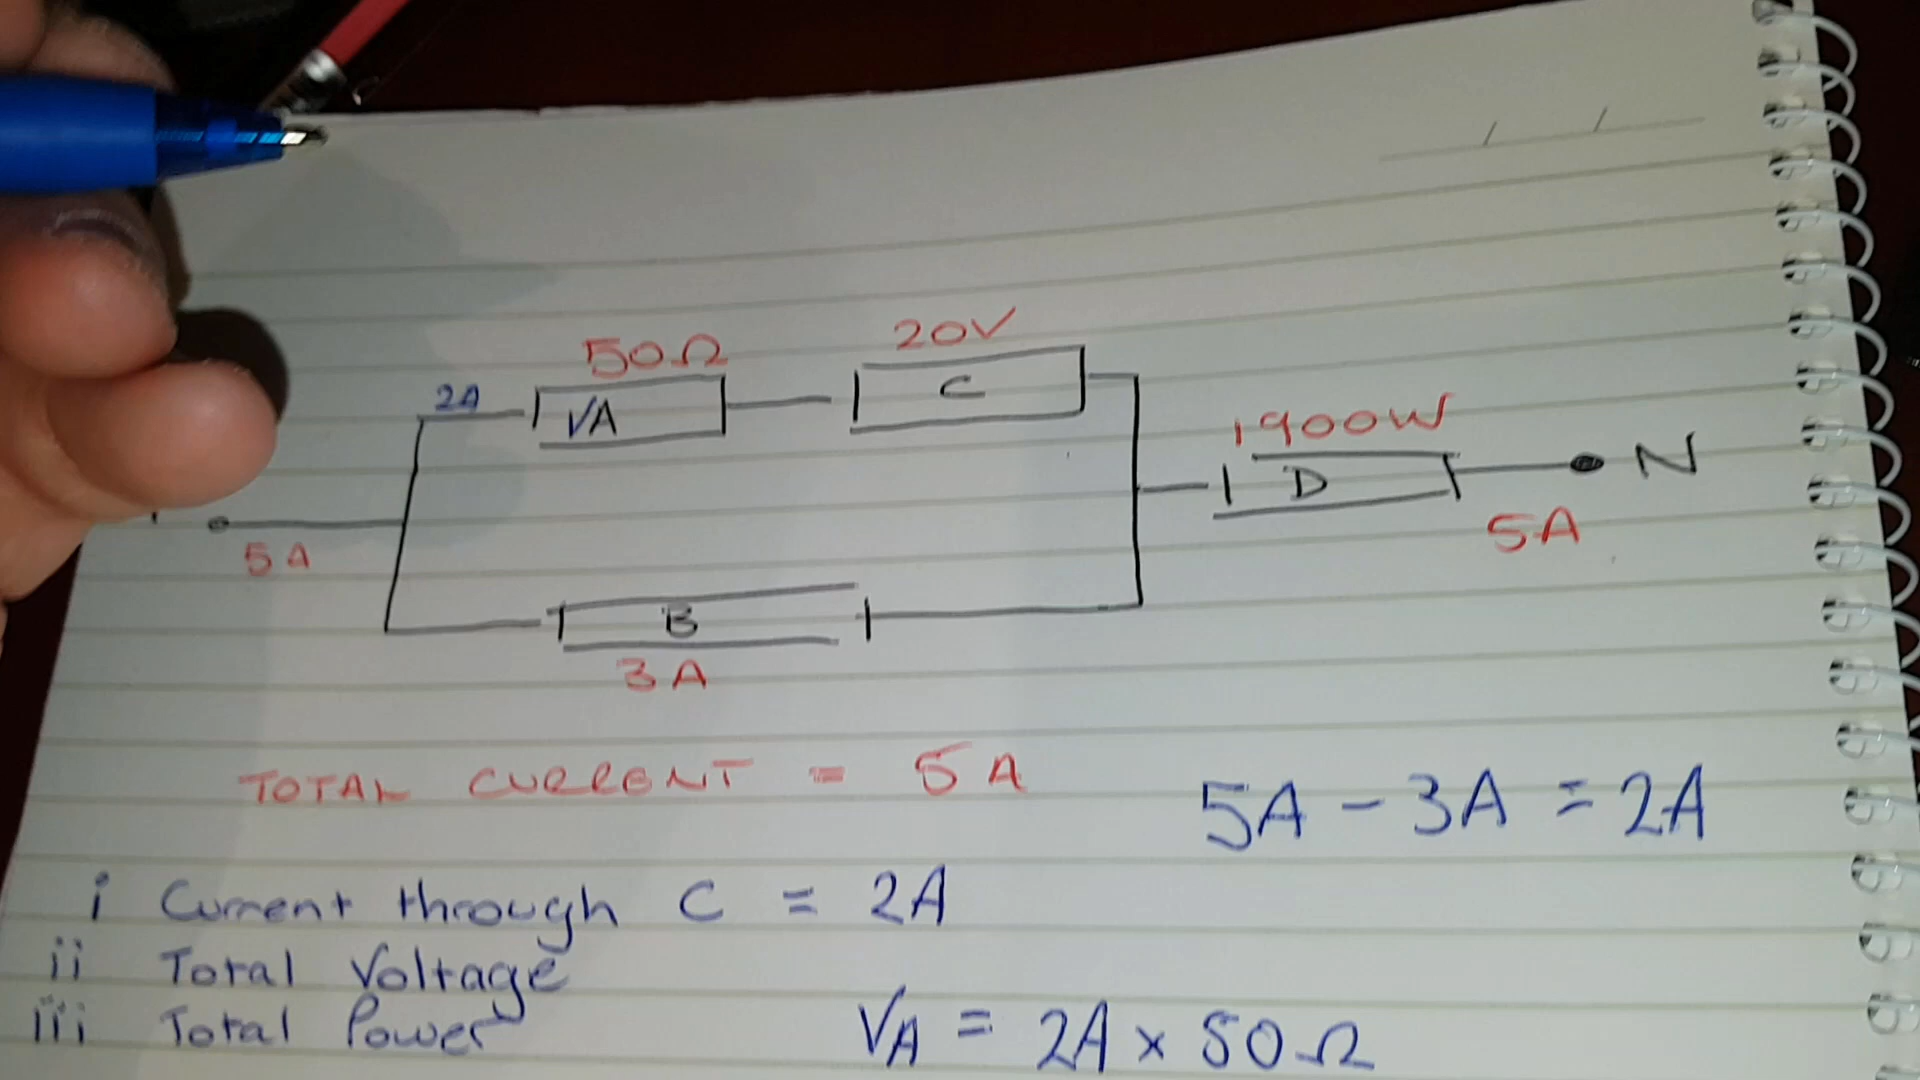 50Ω 20V
2A VA C
1900W
D N
5A 5A
B
3A
TOTAL CURRENT = 5A
5A - 3A = 2A
i Current through C = 2A
ii Total Voltage
iii Total Power
VA = 2A x 50Ω